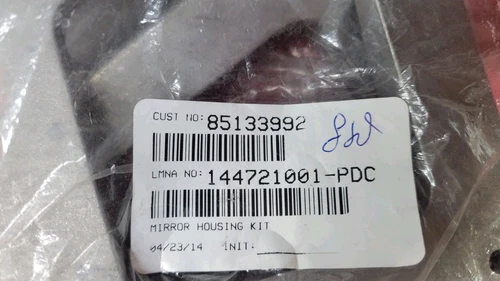 CUST NO: 85133992
LMNA NO: 144721001-PDC
MIRROR HOUSING KIT
04/23/14 INIT: